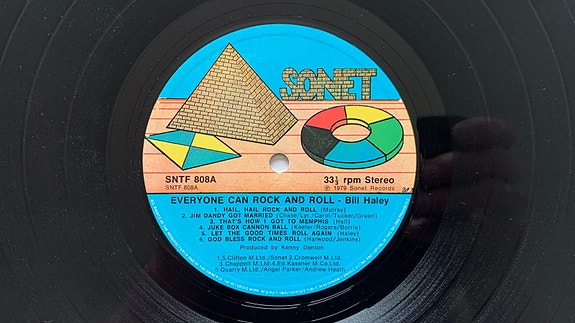 SONET
SNTF 808A
SNTF 808A
33⅓ rpm Stereo
℗ 1979 Sonet Records
EVERYONE CAN ROCK AND ROLL - Bill Haley
1. HAIL, HAIL ROCK AND ROLL (Murray)
2. JIM DANDY GOT MARRIED (Chase/Lyr./Carol/Tucker/Green)
3. THAT'S HOW I GOT TO MEMPHIS (Hall)
4. JUKE BOX CANNON BALL (Keefer/Rogers/Borrie)
5. LET THE GOOD TIMES ROLL AGAIN (Haley)
6. GOD BLESS ROCK AND ROLL (Harwood/Jenkins)
Produced by Kenny Denton
1.5.Clifton M.Ltd./Sonet 2.Cromwell M.Ltd.
3.Chappell M.Ltd.4.Ed.Kassner M.Co.Ltd.
6.Quarry M.Ltd./Angel Parker/Andrew Heath